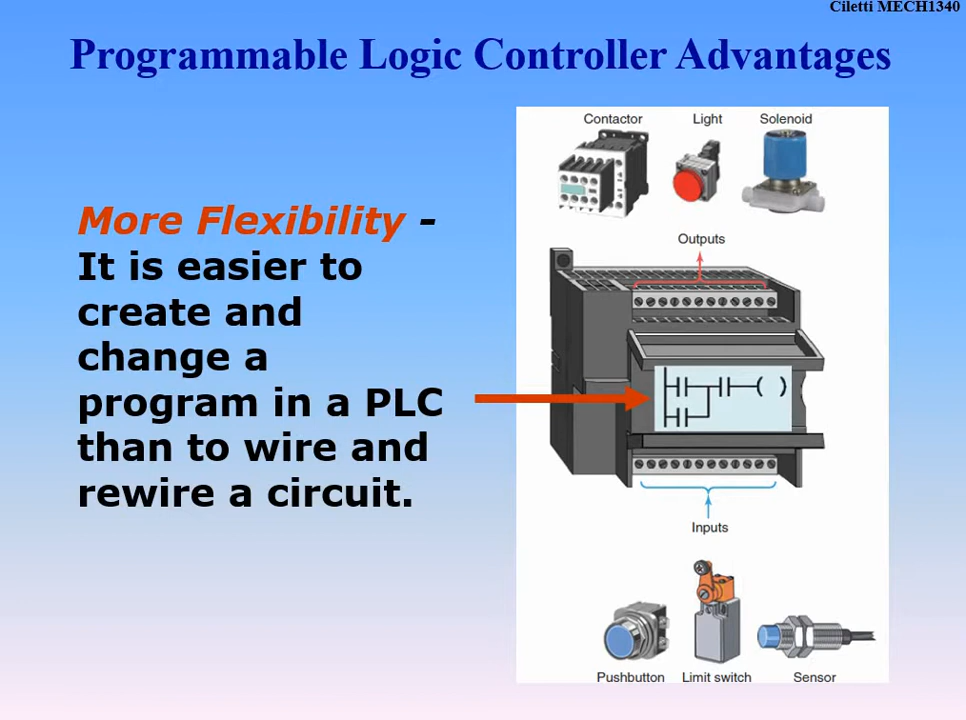 Ciletti MECH1340
Programmable Logic Controller Advantages
More Flexibility -
It is easier to
create and
change a
program in a PLC
than to wire and
rewire a circuit.
Contactor Light Solenoid
Outputs
Inputs
Pushbutton Limit switch Sensor